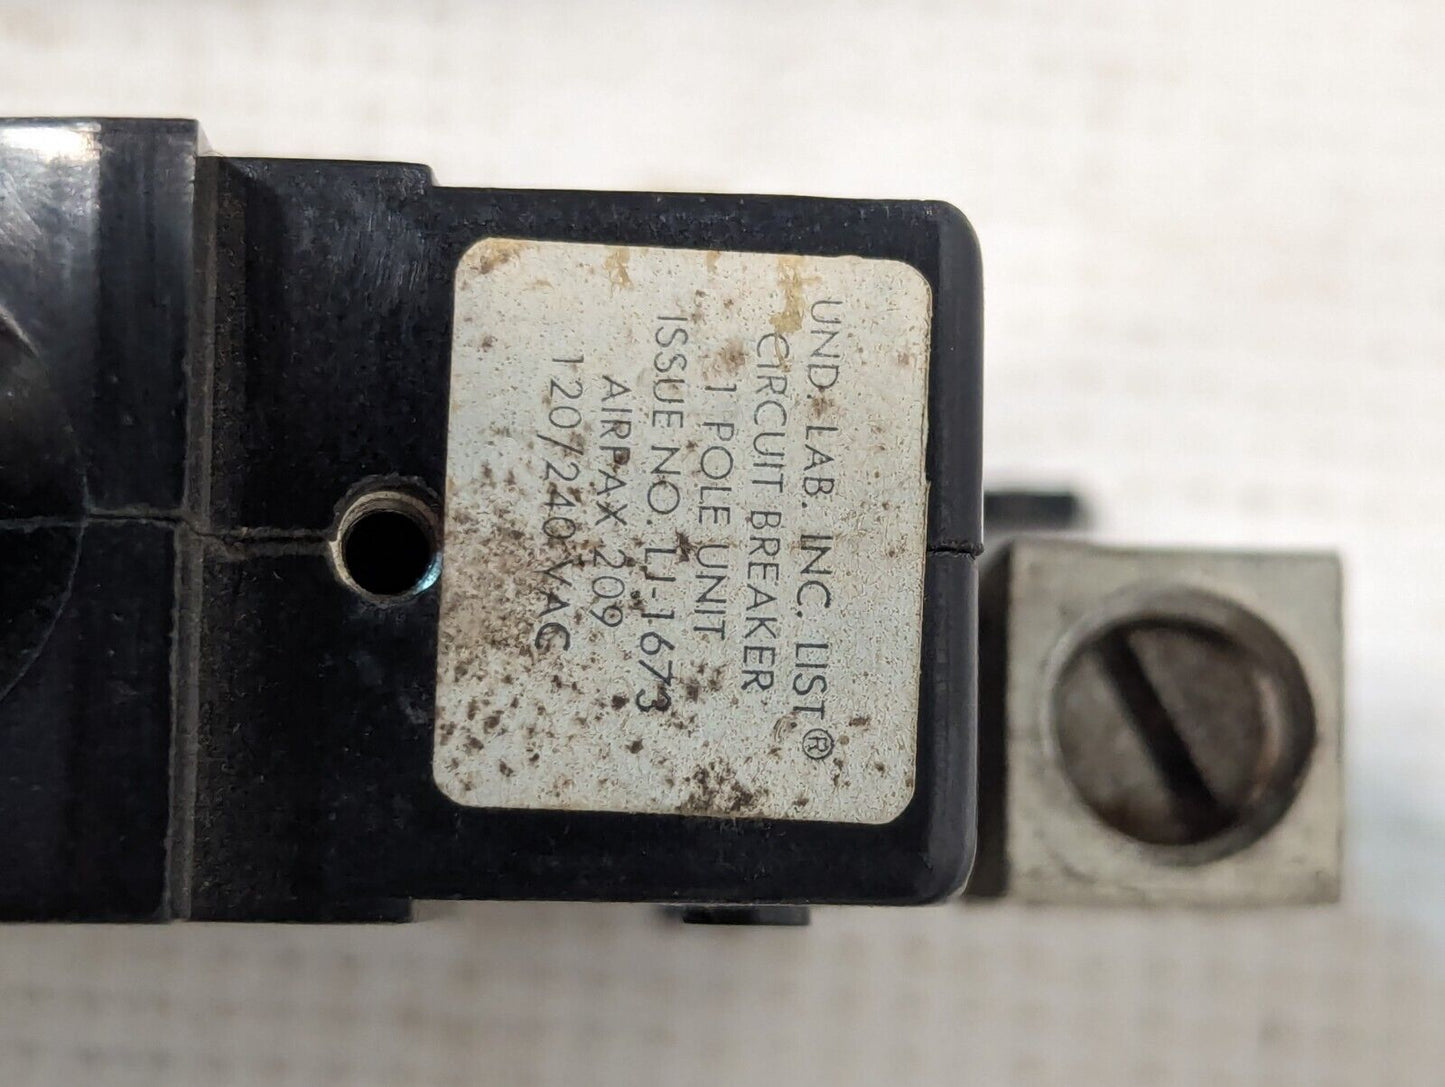 UND. LAB. INC. LIST®
CIRCUIT BREAKER
1 POLE UNIT
ISSUE NO. LJ-1673
AIRPAX 209
120/240 VAC